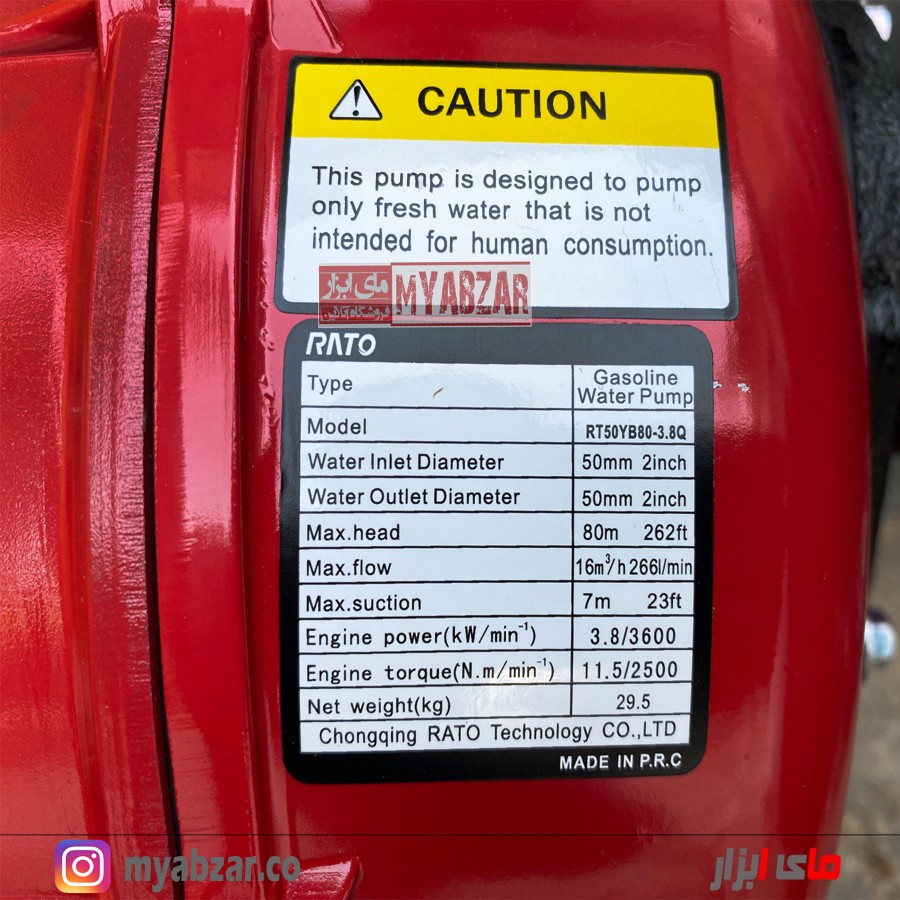 CAUTION
This pump is designed to pump
only fresh water that is not
intended for human consumption.
مای ابزار MYABZAR
فروشگاه آنلاین
RATO
Type Gasoline
Water Pump
Model RT50YB80-3.8Q
Water Inlet Diameter 50mm 2inch
Water Outlet Diameter 50mm 2inch
Max.head 80m 262ft
Max.flow 16m³/h 266l/min
Max.suction 7m 23ft
Engine power(kW/min⁻¹) 3.8/3600
Engine torque(N.m/min⁻¹) 11.5/2500
Net weight(kg) 29.5
Chongqing RATO Technology CO.,LTD
MADE IN P.R.C
myabzar.co مای ابزار